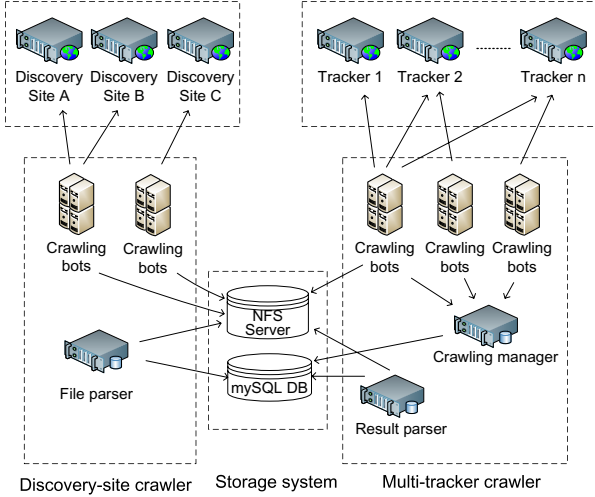 Discovery Site A
Discovery Site B
Discovery Site C
Tracker 1
Tracker 2
Tracker n
Crawling bots
Crawling bots
Crawling bots
Crawling bots
Crawling bots
NFS Server
Crawling manager
File parser
mySQL DB
Result parser
Discovery-site crawler
Storage system
Multi-tracker crawler